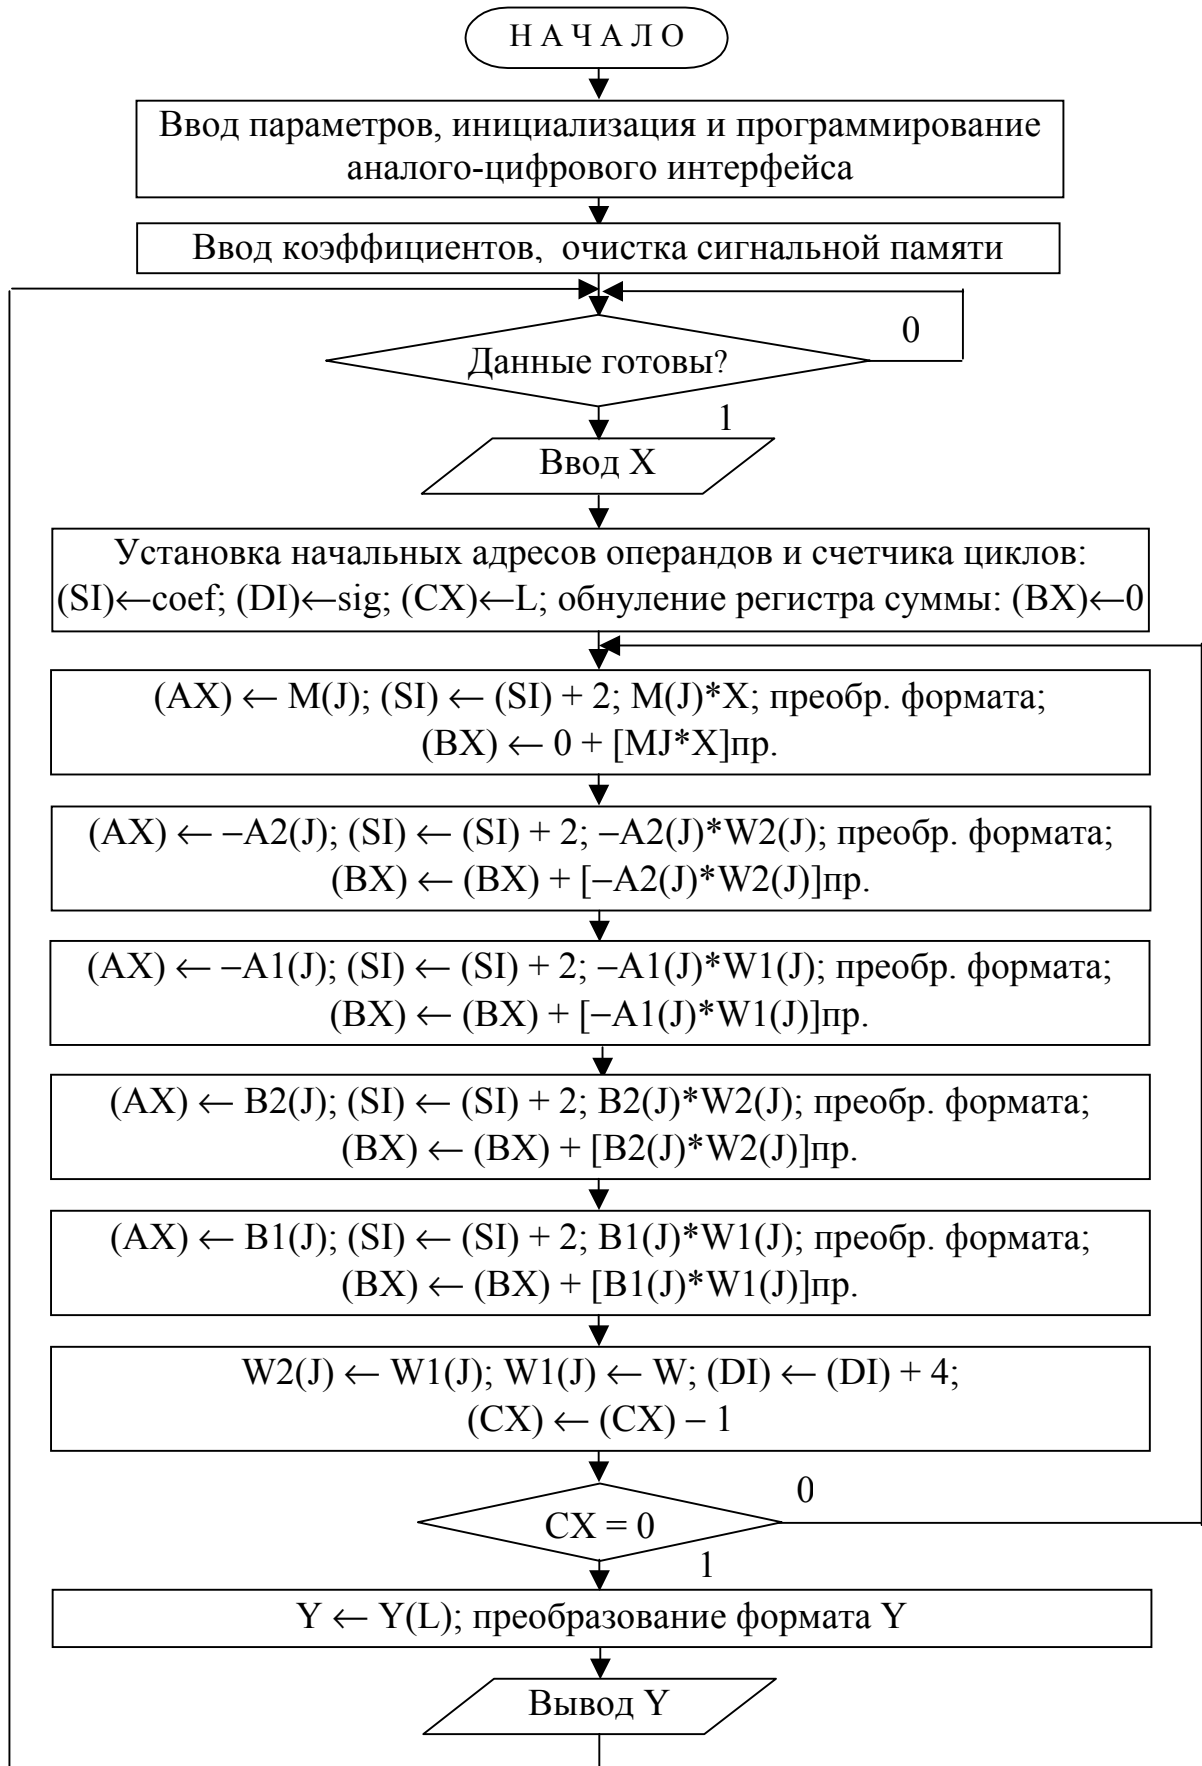 Н А Ч А Л О
Ввод параметров, инициализация и программирование
аналого-цифрового интерфейса
Ввод коэффициентов, очистка сигнальной памяти
0
Данные готовы?
1
Ввод X
Установка начальных адресов операндов и счетчика циклов:
(SI)←coef; (DI)←sig; (CX)←L; обнуление регистра суммы: (BX)←0
(AX) ← M(J); (SI) ← (SI) + 2; M(J)*X; преобр. формата;
(BX) ← 0 + [MJ*X]пр.
(AX) ← −A2(J); (SI) ← (SI) + 2; −A2(J)*W2(J); преобр. формата;
(BX) ← (BX) + [−A2(J)*W2(J)]пр.
(AX) ← −A1(J); (SI) ← (SI) + 2; −A1(J)*W1(J); преобр. формата;
(BX) ← (BX) + [−A1(J)*W1(J)]пр.
(AX) ← B2(J); (SI) ← (SI) + 2; B2(J)*W2(J); преобр. формата;
(BX) ← (BX) + [B2(J)*W2(J)]пр.
(AX) ← B1(J); (SI) ← (SI) + 2; B1(J)*W1(J); преобр. формата;
(BX) ← (BX) + [B1(J)*W1(J)]пр.
W2(J) ← W1(J); W1(J) ← W; (DI) ← (DI) + 4;
(CX) ← (CX) − 1
0
CX = 0
1
Y ← Y(L); преобразование формата Y
Вывод Y